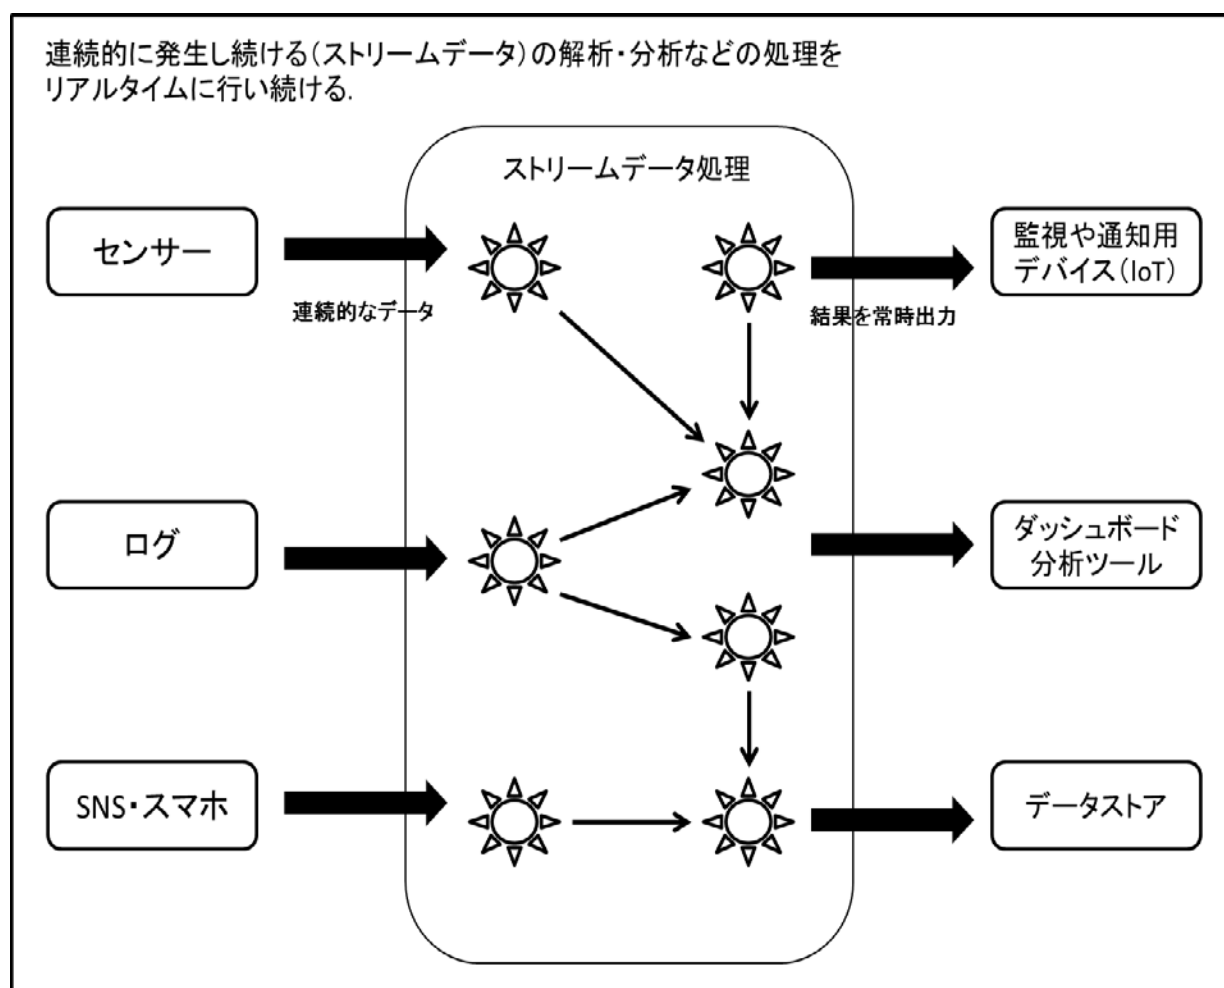 連続的に発生し続ける(ストリームデータ)の解析・分析などの処理を
リアルタイムに行い続ける.
ストリームデータ処理
センサー
連続的なデータ
監視や通知用
デバイス(IoT)
結果を常時出力
ログ
ダッシュボード
分析ツール
SNS・スマホ
データストア